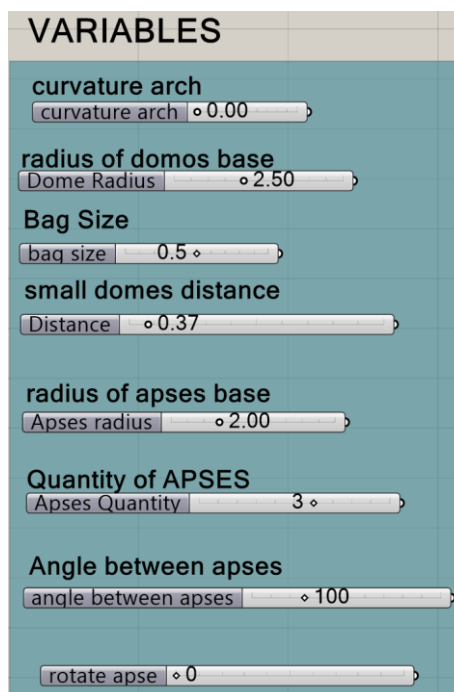 VARIABLES
curvature arch
curvature arch 0.00
radius of domos base
Dome Radius 2.50
Bag Size
bag size 0.5
small domes distance
Distance 0.37
radius of apses base
Apses radius 2.00
Quantity of APSES
Apses Quantity 3
Angle between apses
angle between apses 100
rotate apse 0